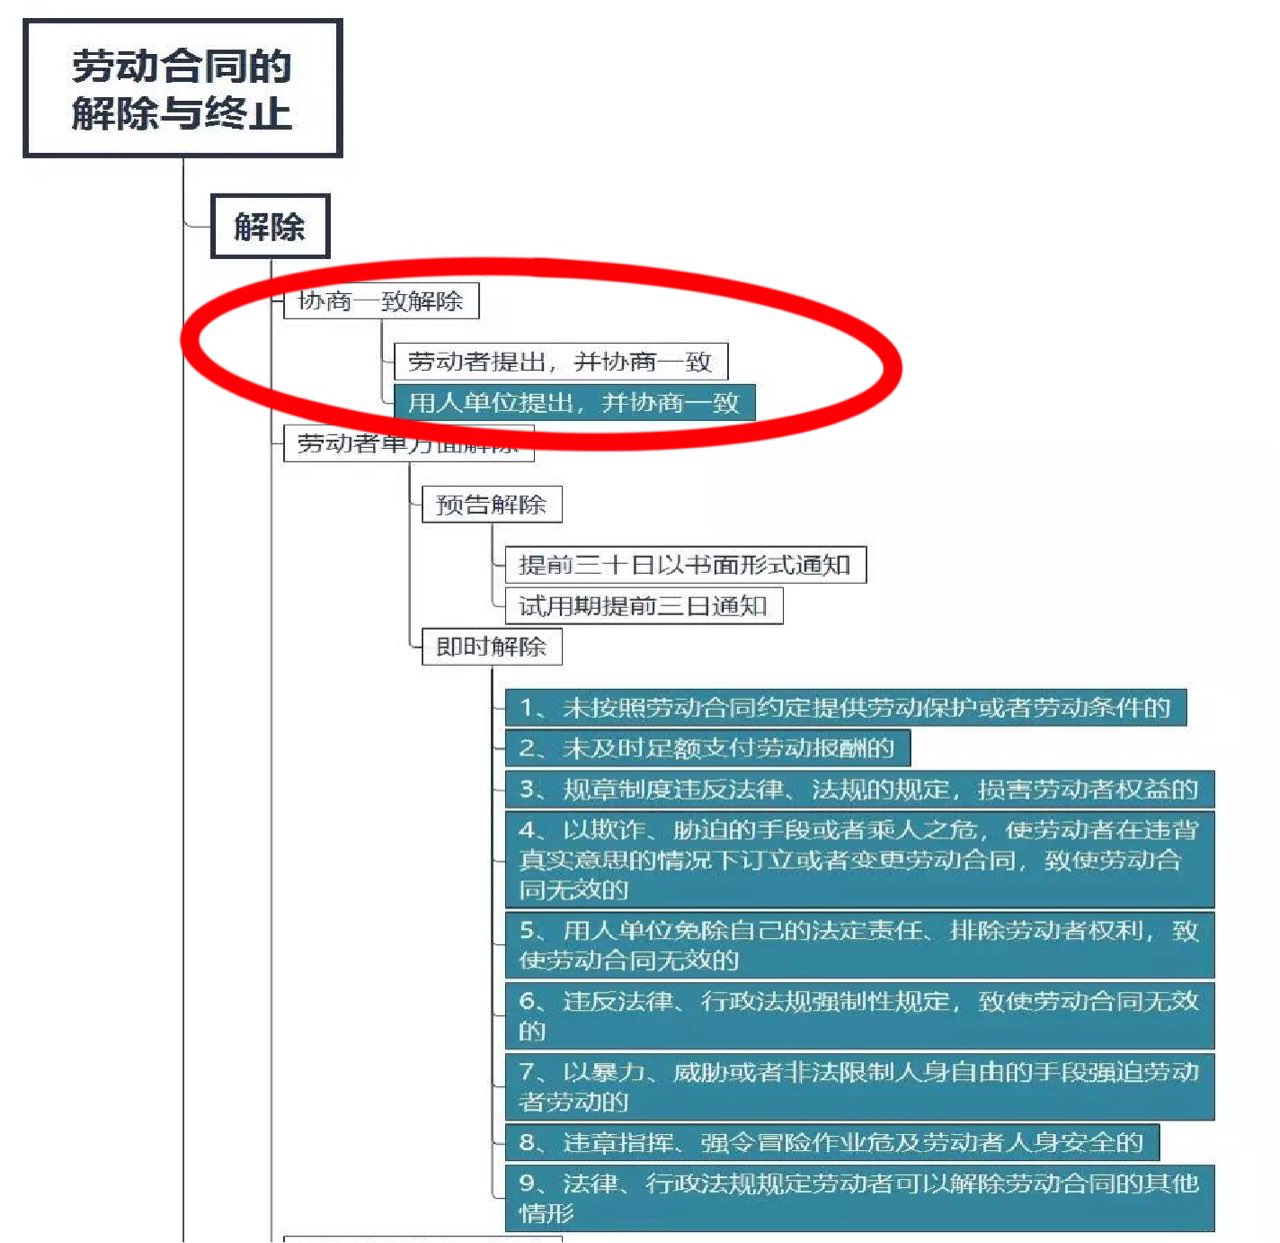 劳动合同的
解除与终止
解除
协商一致解除
劳动者提出，并协商一致
用人单位提出，并协商一致
劳动者单方面解除
预告解除
提前三十日以书面形式通知
试用期提前三日通知
即时解除
1、未按照劳动合同约定提供劳动保护或者劳动条件的
2、未及时足额支付劳动报酬的
3、规章制度违反法律、法规的规定，损害劳动者权益的
4、以欺诈、胁迫的手段或者乘人之危，使劳动者在违背
真实意思的情况下订立或者变更劳动合同，致使劳动合
同无效的
5、用人单位免除自己的法定责任、排除劳动者权利，致
使劳动合同无效的
6、违反法律、行政法规强制性规定，致使劳动合同无效
的
7、以暴力、威胁或者非法限制人身自由的手段强迫劳动
者劳动的
8、违章指挥、强令冒险作业危及劳动者人身安全的
9、法律、行政法规规定劳动者可以解除劳动合同的其他
情形